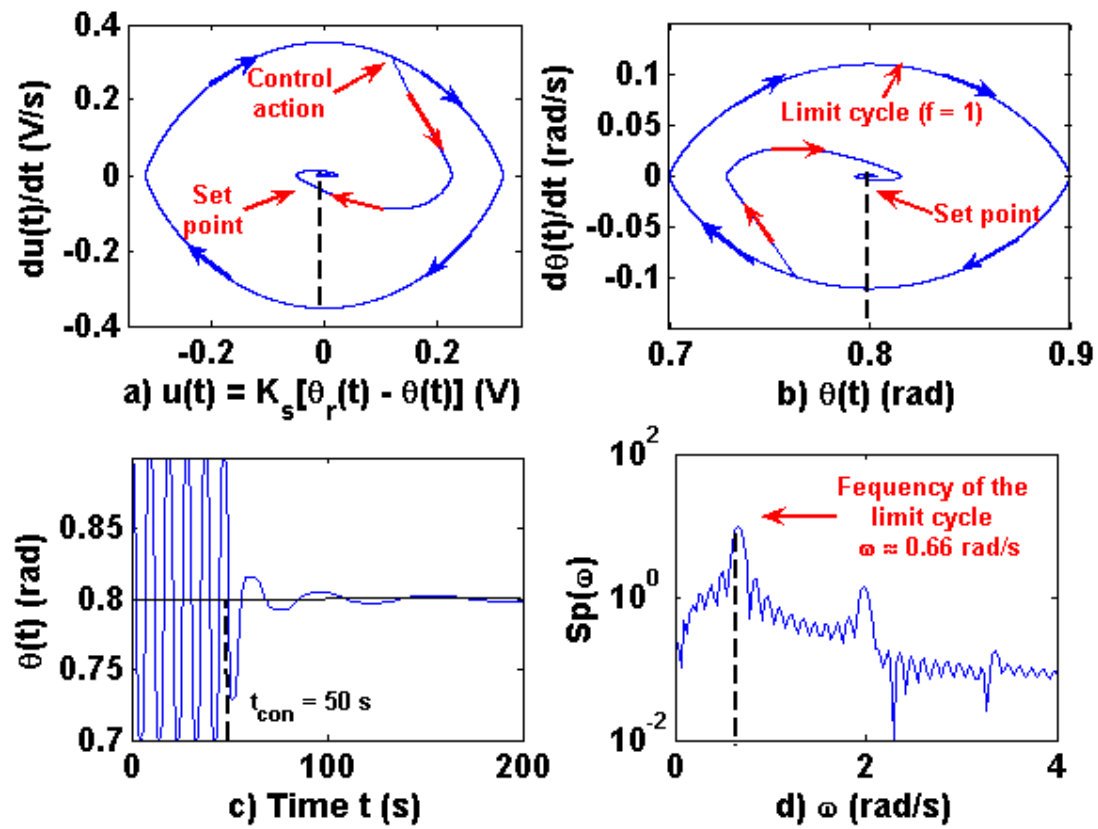 0.4
0.2
0
-0.2
-0.4
du(t)/dt (V/s)
Control
action
Set
point
-0.2
0
0.2
a) u(t) = K_s[θ_r(t) - θ(t)] (V)
0.1
0.05
0
-0.05
-0.1
dθ(t)/dt (rad/s)
Limit cycle (f = 1)
Set point
0.7
0.8
0.9
b) θ(t) (rad)
0.85
0.8
0.75
0.7
θ(t) (rad)
t_con = 50 s
0
100
200
c) Time t (s)
10^2
10^0
10^-2
Sp(ω)
Fequency of the
limit cycle
ω ≈ 0.66 rad/s
0
2
4
d) ω (rad/s)